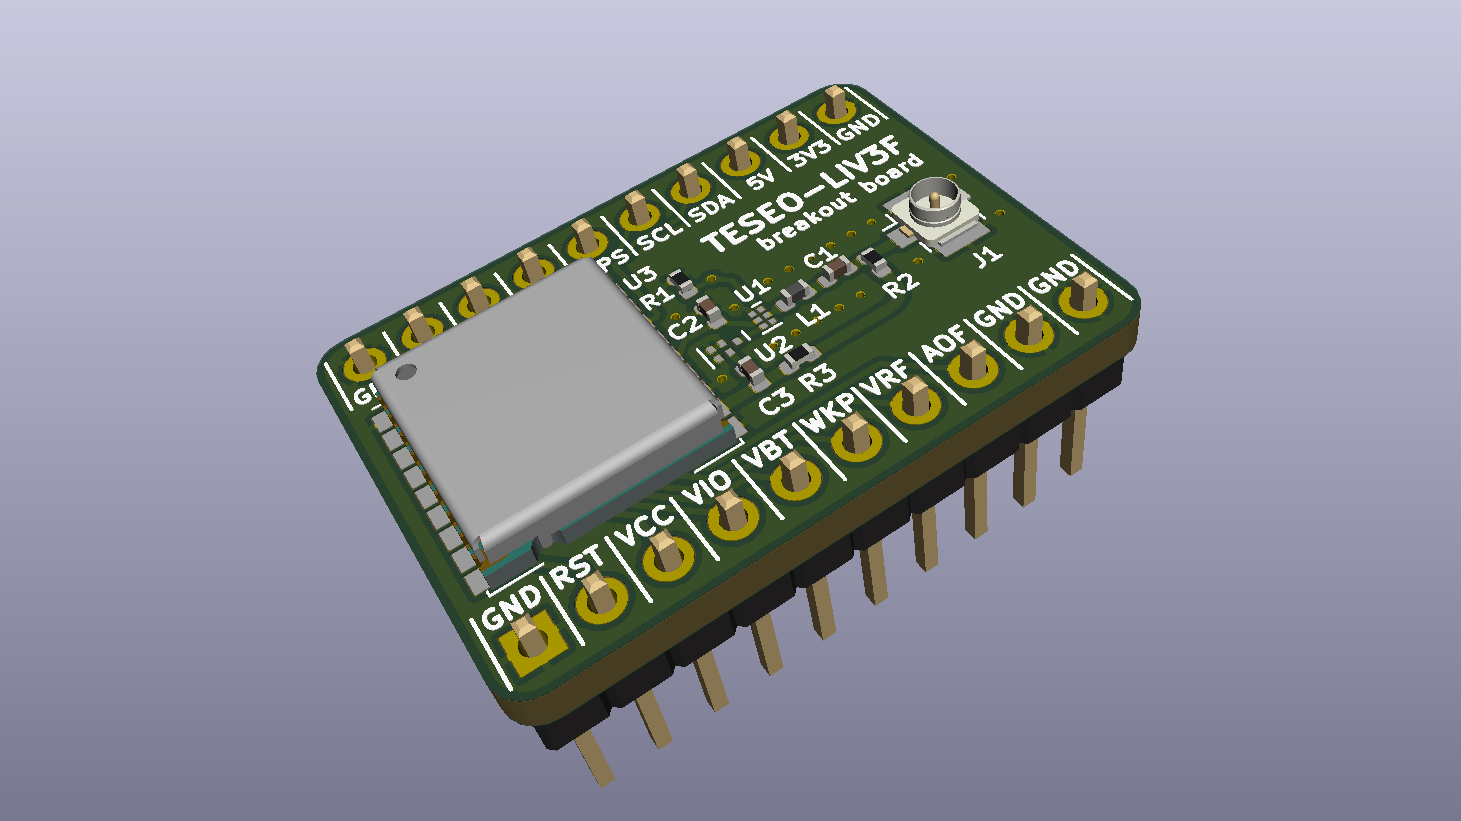 GND
3V3
5V
SDA
SCL
PS
TESEO-LIV3F
breakout board
J1
U3
R1
C2
U1
C1
R2
L1
U2
C3
R3
GND
RST
VCC
VIO
VBT
WKP
VRF
AOF
GND
GND